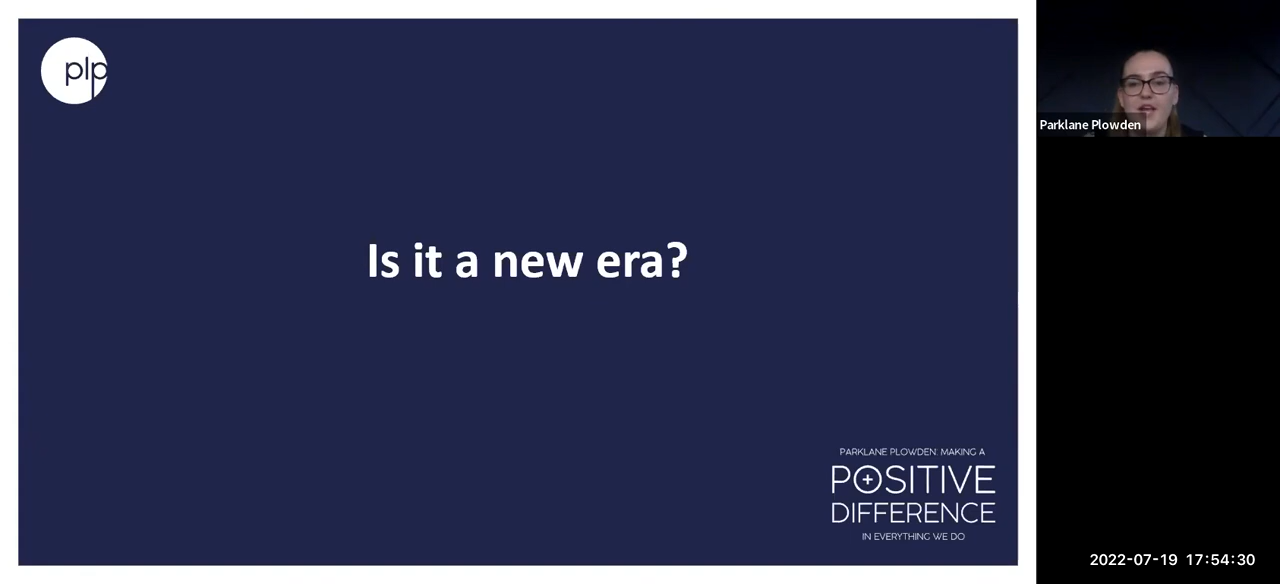 plp
Parklane Plowden
Is it a new era?
PARKLANE PLOWDEN: MAKING A
POSITIVE
DIFFERENCE
IN EVERYTHING WE DO
2022-07-19 17:54:30